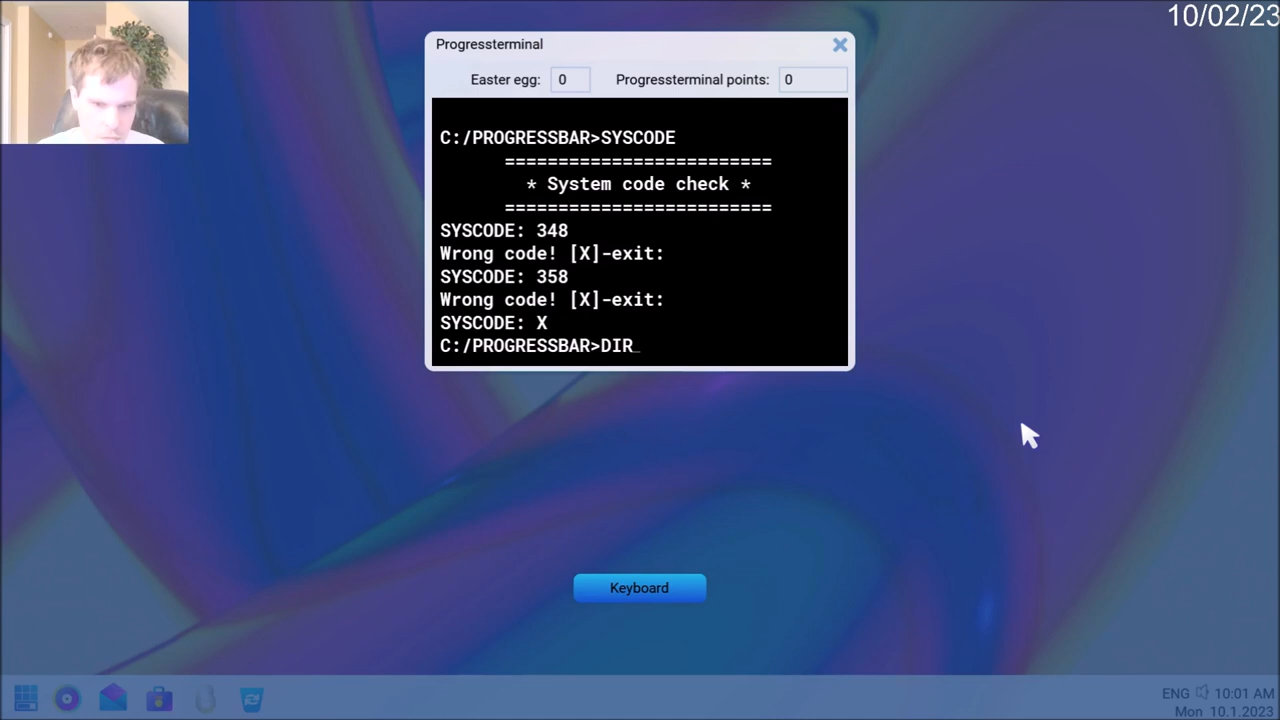 10/02/23
Progressterminal
Easter egg: 0 Progressterminal points: 0
C:/PROGRESSBAR>SYSCODE
=========================
* System code check *
=========================
SYSCODE: 348
Wrong code! [X]-exit:
SYSCODE: 358
Wrong code! [X]-exit:
SYSCODE: X
C:/PROGRESSBAR>DIR_
Keyboard
ENG 10:01 AM
Mon 10.1.2023